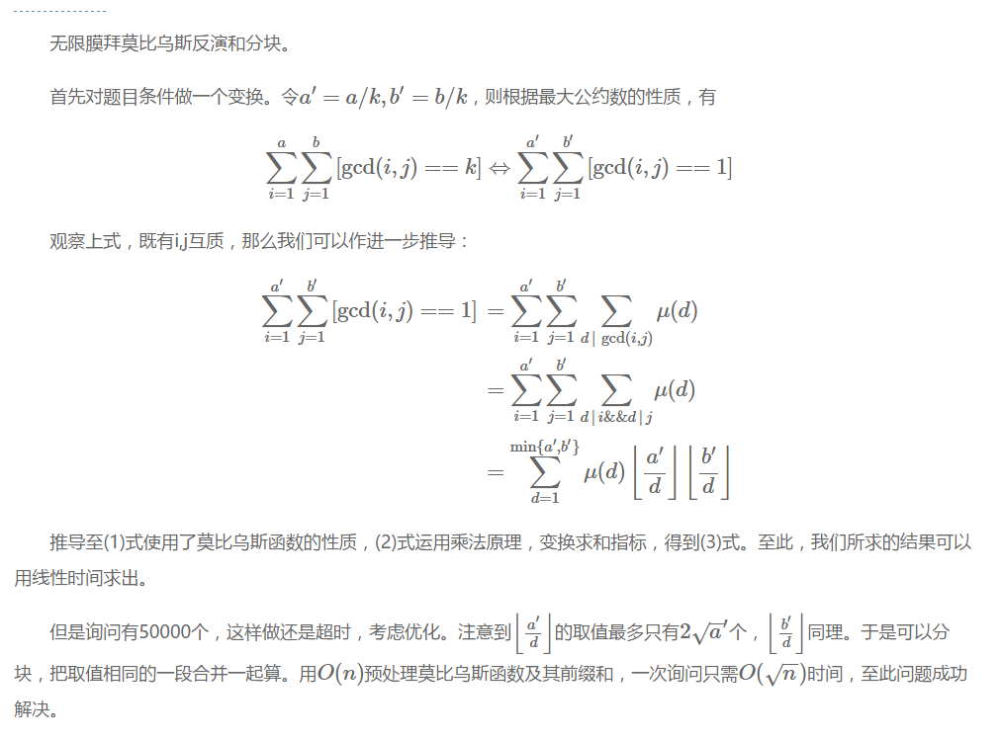 无限膜拜莫比乌斯反演和分块。
首先对题目条件做一个变换。令a′ = a/k, b′ = b/k，则根据最大公约数的性质，有
$\sum_{i=1}^{a}\sum_{j=1}^{b}[\gcd(i,j)==k] \Leftrightarrow \sum_{i=1}^{a'}\sum_{j=1}^{b'}[\gcd(i,j)==1]$
观察上式，既有i,j互质，那么我们可以作进一步推导：
$\sum_{i=1}^{a'}\sum_{j=1}^{b'}[\gcd(i,j)==1] = \sum_{i=1}^{a'}\sum_{j=1}^{b'}\sum_{d|\gcd(i,j)}\mu(d)$
$= \sum_{i=1}^{a'}\sum_{j=1}^{b'}\sum_{d|i\&\&d|j}\mu(d)$
$= \sum_{d=1}^{\min\{a',b'\}}\mu(d)\left\lfloor\frac{a'}{d}\right\rfloor\left\lfloor\frac{b'}{d}\right\rfloor$
推导至(1)式使用了莫比乌斯函数的性质，(2)式运用乘法原理，变换求和指标，得到(3)式。至此，我们所求的结果可以
用线性时间求出。
但是询问有50000个，这样做还是超时，考虑优化。注意到$\left\lfloor\frac{a'}{d}\right\rfloor$的取值最多只有$2\sqrt{a}'$个，$\left\lfloor\frac{b'}{d}\right\rfloor$同理。于是可以分
块，把取值相同的一段合并一起算。用$O(n)$预处理莫比乌斯函数及其前缀和，一次询问只需$O(\sqrt{n})$时间，至此问题成功
解决。